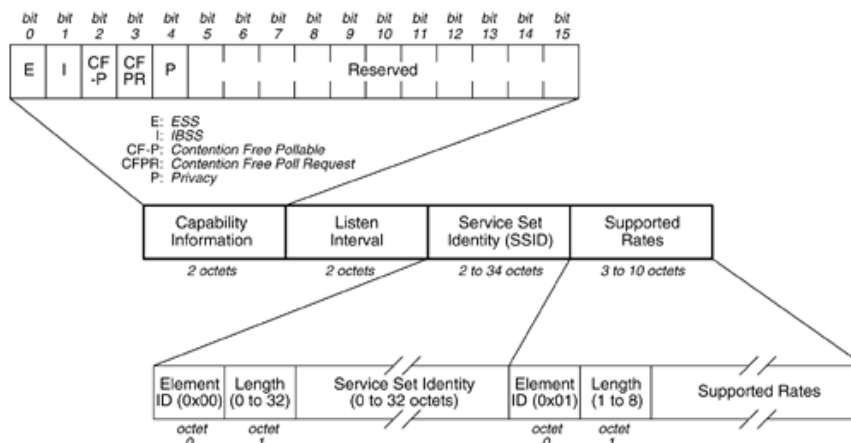 bit bit bit bit bit bit bit bit bit bit bit bit bit bit bit bit
0 1 2 3 4 5 6 7 8 9 10 11 12 13 14 15
E I CF-P CFPR P Reserved
E: ESS
I: IBSS
CF-P: Contention Free Pollable
CFPR: Contention Free Poll Request
P: Privacy
Capability Information
Listen Interval
Service Set Identity (SSID)
Supported Rates
2 octets 2 octets 2 to 34 octets 3 to 10 octets
Element ID (0x00)
Length (0 to 32)
Service Set Identity (0 to 32 octets)
Element ID (0x01)
Length (1 to 8)
Supported Rates
octet octet octet octet
0 1 0 1